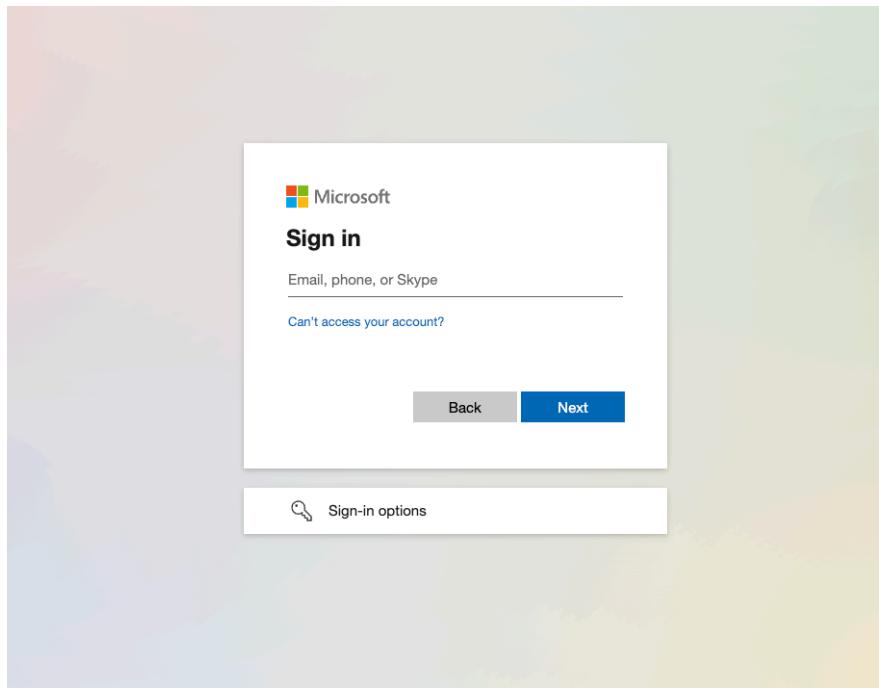 Microsoft
Sign in
Email, phone, or Skype
Can't access your account?
Back Next
Sign-in options